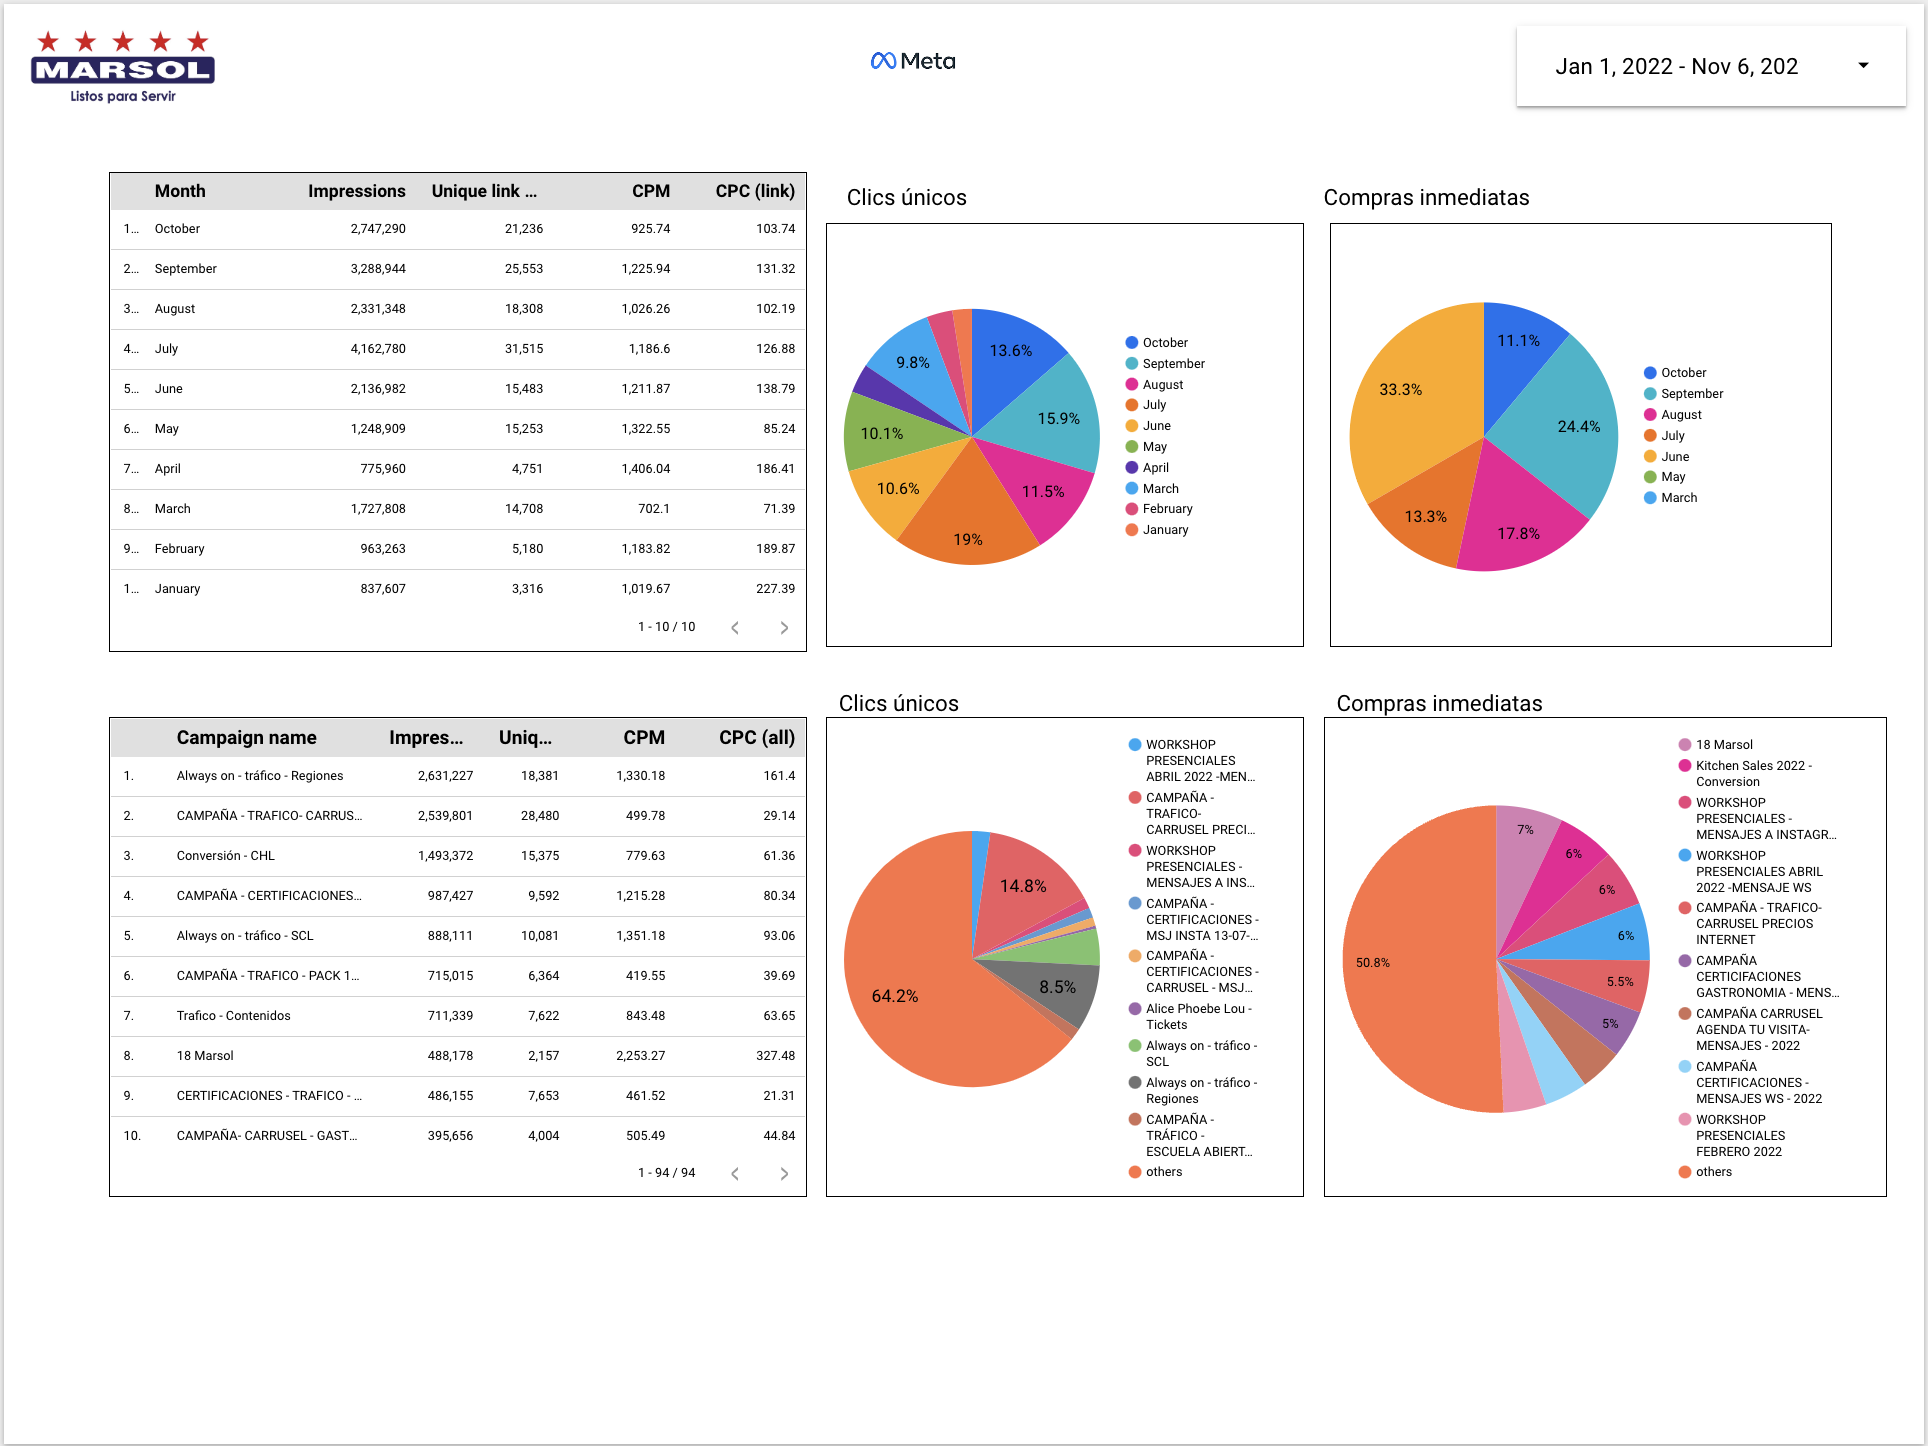 MARSOL
Listos para Servir
Meta
Jan 1, 2022 - Nov 6, 202
Month Impressions Unique link ... CPM CPC (link)
1... October 2,747,290 21,236 925.74 103.74
2... September 3,288,944 25,553 1,225.94 131.32
3... August 2,331,348 18,308 1,026.26 102.19
4... July 4,162,780 31,515 1,186.6 126.88
5... June 2,136,982 15,483 1,211.87 138.79
6... May 1,248,909 15,253 1,322.55 85.24
7... April 775,960 4,751 1,406.04 186.41
8... March 1,727,808 14,708 702.1 71.39
9... February 963,263 5,180 1,183.82 189.87
1... January 837,607 3,316 1,019.67 227.39
1 - 10 / 10
Clics únicos
13.6%
15.9%
11.5%
19%
10.6%
10.1%
9.8%
October
September
August
July
June
May
April
March
February
January
Compras inmediatas
11.1%
24.4%
17.8%
13.3%
33.3%
October
September
August
July
June
May
March
Campaign name Impres... Uniq... CPM CPC (all)
1. Always on - tráfico - Regiones 2,631,227 18,381 1,330.18 161.4
2. CAMPAÑA - TRAFICO- CARRUS... 2,539,801 28,480 499.78 29.14
3. Conversión - CHL 1,493,372 15,375 779.63 61.36
4. CAMPAÑA - CERTIFICACIONES... 987,427 9,592 1,215.28 80.34
5. Always on - tráfico - SCL 888,111 10,081 1,351.18 93.06
6. CAMPAÑA - TRAFICO - PACK 1... 715,015 6,364 419.55 39.69
7. Trafico - Contenidos 711,339 7,622 843.48 63.65
8. 18 Marsol 488,178 2,157 2,253.27 327.48
9. CERTIFICACIONES - TRAFICO - ... 486,155 7,653 461.52 21.31
10. CAMPAÑA- CARRUSEL - GAST... 395,656 4,004 505.49 44.84
1 - 94 / 94
Clics únicos
14.8%
8.5%
64.2%
WORKSHOP
PRESENCIALES
ABRIL 2022 -MEN...
CAMPAÑA -
TRAFICO-
CARRUSEL PRECI...
WORKSHOP
PRESENCIALES -
MENSAJES A INS...
CAMPAÑA -
CERTIFICACIONES -
MSJ INSTA 13-07-...
CAMPAÑA -
CERTIFICACIONES -
CARRUSEL - MSJ...
Alice Phoebe Lou -
Tickets
Always on - tráfico -
SCL
Always on - tráfico -
Regiones
CAMPAÑA -
TRÁFICO -
ESCUELA ABIERT...
others
Compras inmediatas
7%
6%
6%
6%
5.5%
5%
50.8%
18 Marsol
Kitchen Sales 2022 -
Conversion
WORKSHOP
PRESENCIALES -
MENSAJES A INSTAGR...
WORKSHOP
PRESENCIALES ABRIL
2022 -MENSAJE WS
CAMPAÑA - TRAFICO-
CARRUSEL PRECIOS
INTERNET
CAMPAÑA
CERTICIFACIONES
GASTRONOMIA - MENS...
CAMPAÑA CARRUSEL
AGENDA TU VISITA-
MENSAJES - 2022
CAMPAÑA
CERTIFICACIONES -
MENSAJES WS - 2022
WORKSHOP
PRESENCIALES
FEBRERO 2022
others